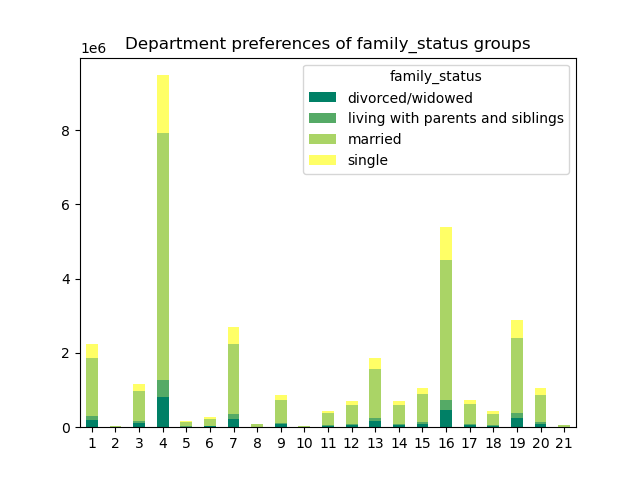 Department preferences of family_status groups
1e6
family_status
divorced/widowed
living with parents and siblings
married
single
8
6
4
2
0
1 2 3 4 5 6 7 8 9 10 11 12 13 14 15 16 17 18 19 20 21